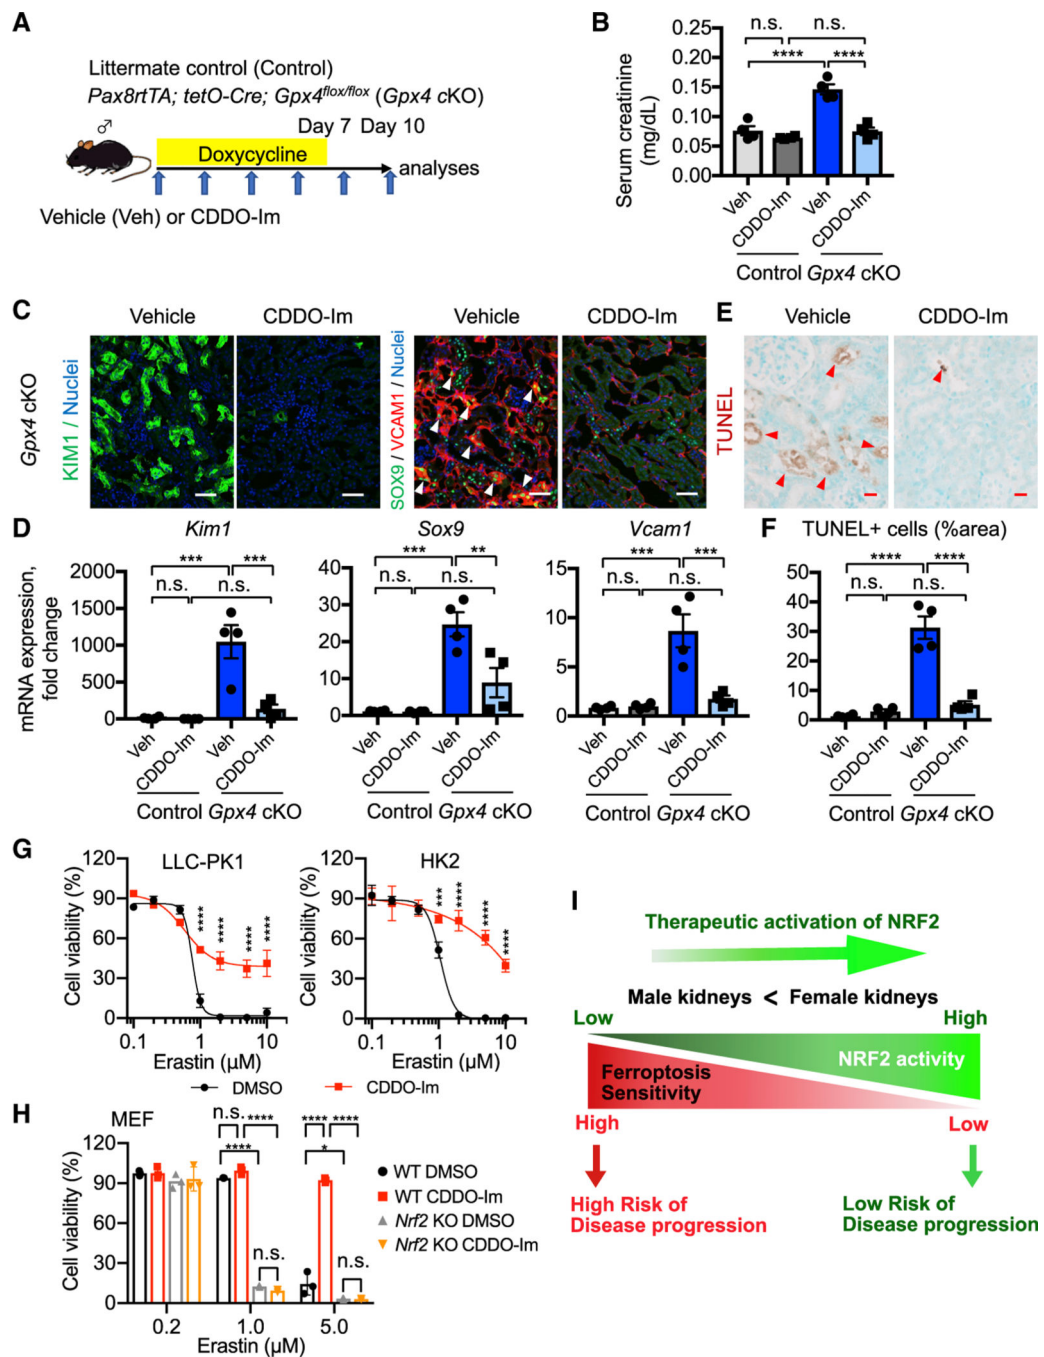 A
Littermate control (Control)
Pax8rtTA; tetO-Cre; Gpx4flox/flox (Gpx4 cKO)
♂
Day 7 Day 10
Doxycycline
analyses
Vehicle (Veh) or CDDO-Im
B
n.s. n.s.
**** ****
Serum creatinine
(mg/dL)
0.25
0.20
0.15
0.10
0.05
0.00
Veh
CDDO-Im
Veh
CDDO-Im
Control Gpx4 cKO
C
Vehicle CDDO-Im
Gpx4 cKO
KIM1 / Nuclei
Vehicle CDDO-Im
SOX9 / VCAM1 / Nuclei
E
Vehicle CDDO-Im
TUNEL
D
mRNA expression,
fold change
Kim1
*** ***
n.s. n.s.
2000
1500
1000
500
0
Veh
CDDO-Im
Veh
CDDO-Im
Control Gpx4 cKO
Sox9
*** **
n.s. n.s.
40
30
20
10
0
Veh
CDDO-Im
Veh
CDDO-Im
Control Gpx4 cKO
Vcam1
*** ***
n.s. n.s.
15
10
5
0
Veh
CDDO-Im
Veh
CDDO-Im
Control Gpx4 cKO
F
TUNEL+ cells (%area)
**** ****
n.s. n.s.
50
40
30
20
10
0
Veh
CDDO-Im
Veh
CDDO-Im
Control Gpx4 cKO
G
LLC-PK1
Cell viability (%)
120
90
60
30
0
**** **** **** ****
0.1 1 10
Erastin (µM)
HK2
Cell viability (%)
120
90
60
30
0
*** **** **** ****
0.1 1 10
Erastin (µM)
DMSO CDDO-Im
H
MEF
Cell viability (%)
120
90
60
30
0
n.s. ****
****
n.s.
**** ****
*
n.s.
0.2 1.0 5.0
Erastin (µM)
WT DMSO
WT CDDO-Im
Nrf2 KO DMSO
Nrf2 KO CDDO-Im
I
Therapeutic activation of NRF2
Male kidneys < Female kidneys
Low High
NRF2 activity
Ferroptosis
Sensitivity
High Low
High Risk of
Disease progression
Low Risk of
Disease progression